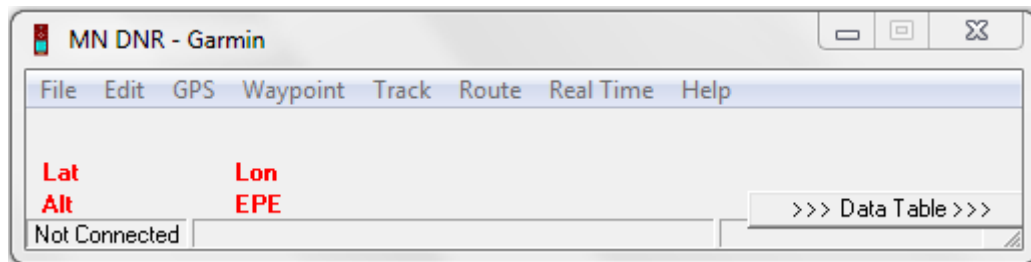 MN DNR - Garmin
File Edit GPS Waypoint Track Route Real Time Help
Lat Lon
Alt EPE
>>> Data Table >>>
Not Connected